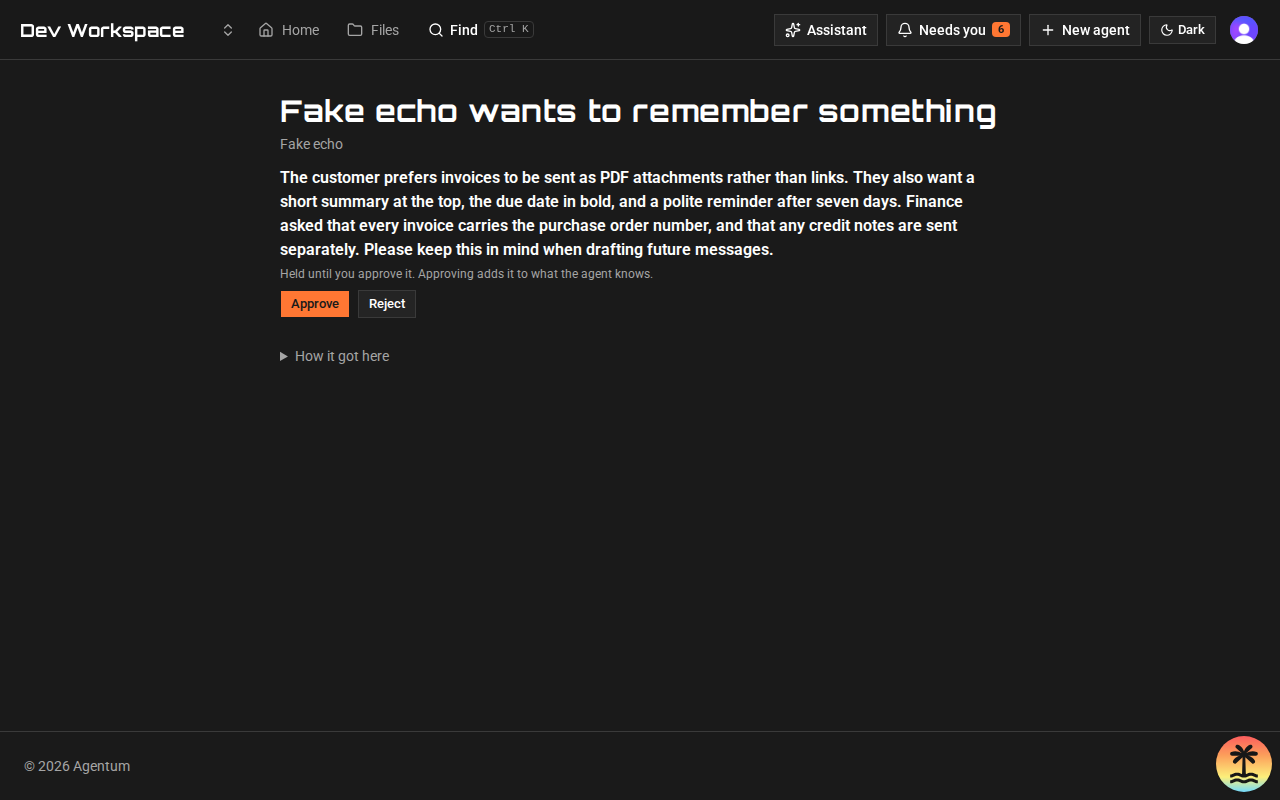 Dev Workspace
Home
Files
Find
Ctrl K
Assistant
Needs you 6
New agent
Dark
Fake echo wants to remember something
Fake echo
The customer prefers invoices to be sent as PDF attachments rather than links. They also want a
short summary at the top, the due date in bold, and a polite reminder after seven days. Finance
asked that every invoice carries the purchase order number, and that any credit notes are sent
separately. Please keep this in mind when drafting future messages.
Held until you approve it. Approving adds it to what the agent knows.
Approve
Reject
How it got here
© 2026 Agentum